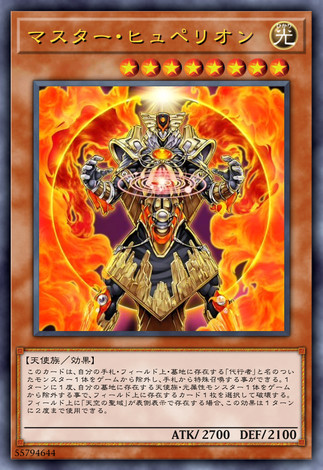 マスター・ヒュペリオン
光
【天使族／効果】
このカードは、自分の手札・フィールド上・墓地に存在する「代行者」と名のつ
いたモンスター１体をゲームから除外し、手札から特殊召喚する事ができる。１タ
ーンに１度、自分の墓地に存在する天使族・光属性モンスター１体をゲームから
除外する事で、フィールド上に存在するカード１枚を選択して破壊する。
フィールド上に「天空の聖域」が表側表示で存在する場合、この効果は１ターン
に２度まで使用できる。
ATK/ 2700 DEF/2100
55794644